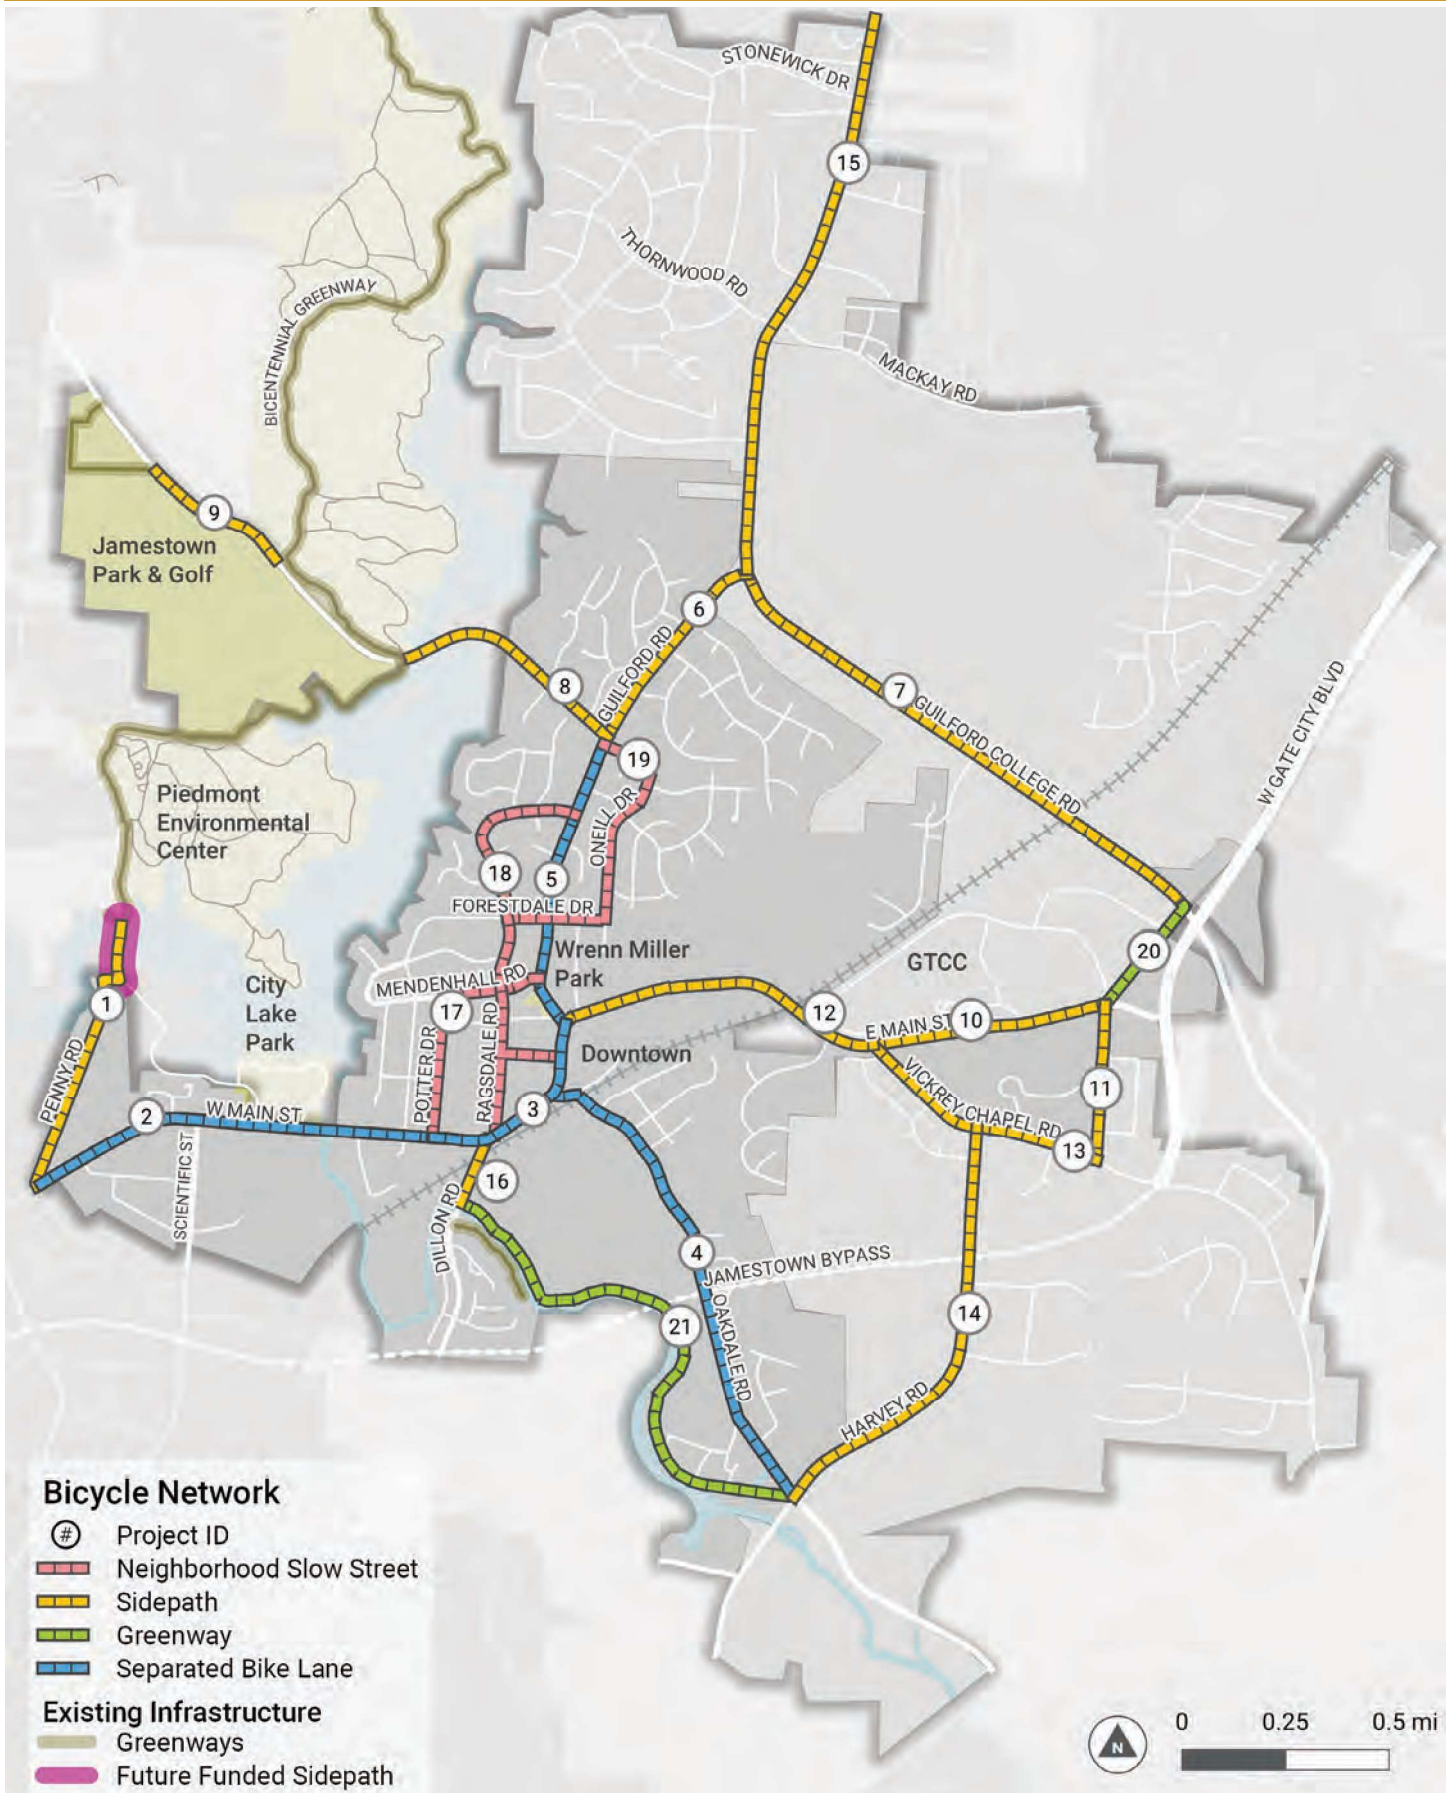 STONEWICK DR
15
THORNWOOD RD
BICENTENNIAL GREENWAY
MACKAY RD
9
Jamestown
Park & Golf
6
GUILFORD RD
8
7
GUILFORD COLLEGE RD
W GATE CITY BLVD
19
Piedmont
Environmental
Center
ONEILL DR
18
5
FORESTDALE DR
Wrenn Miller
Park
20
GTCC
MENDENHALL RD
City
Lake
Park
1
17
12
E MAIN ST
10
POTTER DR
RAGSDALE RD
Downtown
PENNY RD
VICKREY CHAPEL RD
11
2
W MAIN ST
3
13
SCIENTIFIC ST
16
DILLON RD
4
JAMESTOWN BYPASS
14
21
OAKDALE RD
HARVEY RD
Bicycle Network
# Project ID
Neighborhood Slow Street
Sidepath
Greenway
Separated Bike Lane
Existing Infrastructure
Greenways
Future Funded Sidepath
N
0 0.25 0.5 mi